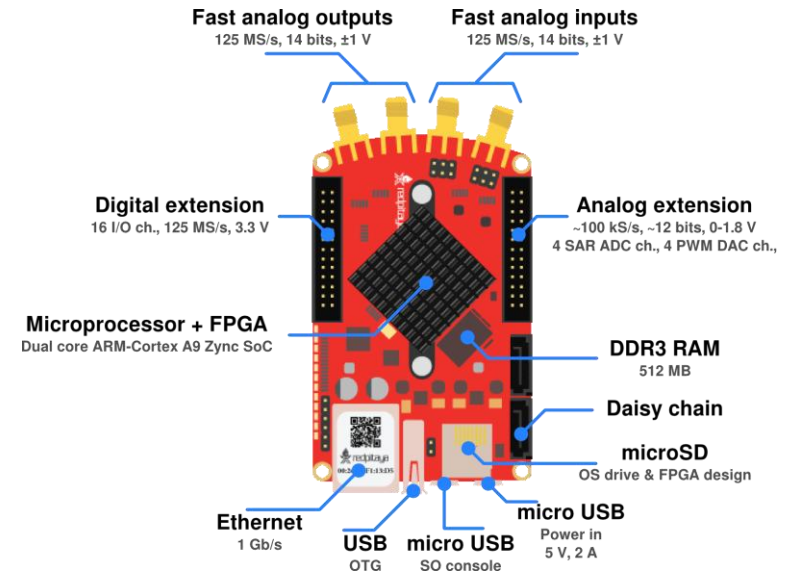 Fast analog outputs
125 MS/s, 14 bits, ±1 V
Fast analog inputs
125 MS/s, 14 bits, ±1 V
redpitaya
Digital extension
16 I/O ch., 125 MS/s, 3.3 V
Analog extension
~100 kS/s, ~12 bits, 0-1.8 V
4 SAR ADC ch., 4 PWM DAC ch.,
Microprocessor + FPGA
Dual core ARM-Cortex A9 Zync SoC
DDR3 RAM
512 MB
Daisy chain
redpitaya
microSD
OS drive & FPGA design
Ethernet
1 Gb/s
USB
OTG
micro USB
SO console
micro USB
Power in
5 V, 2 A